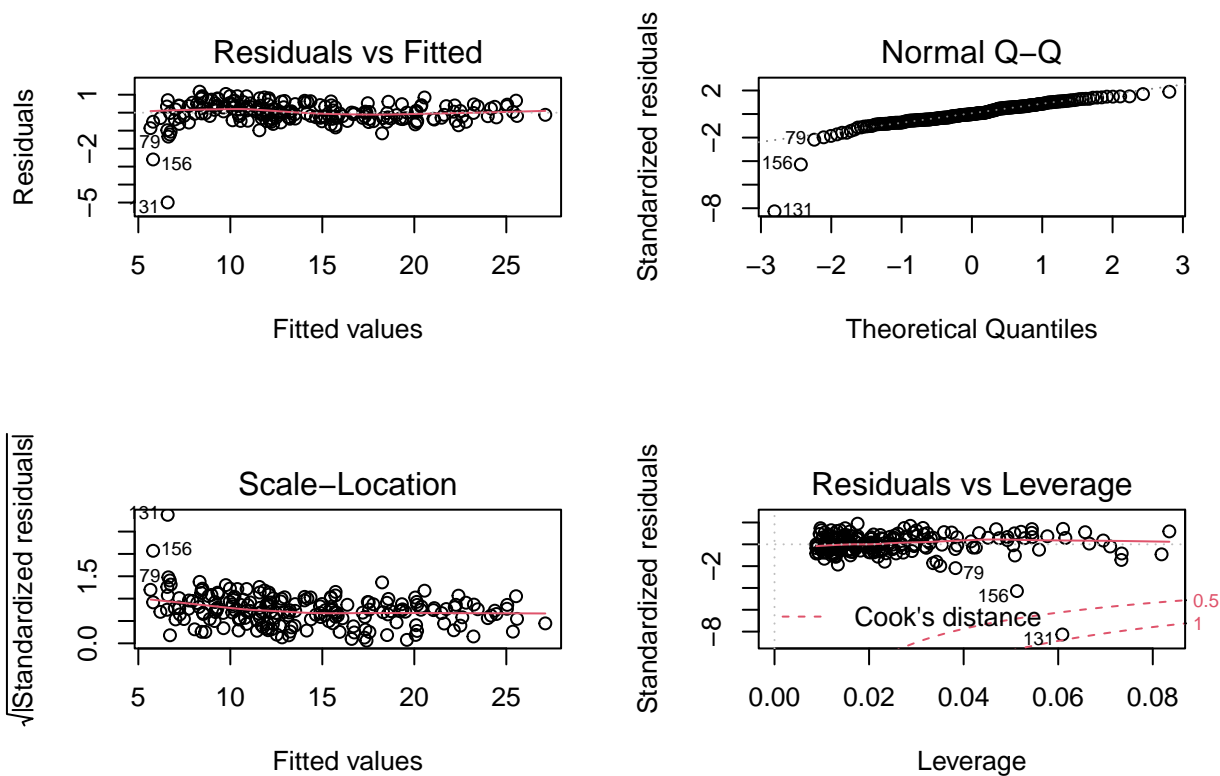 Residuals vs Fitted
Residuals
1
-2
-5
79
156
131
5 10 15 20 25
Fitted values
Normal Q−Q
Standardized residuals
2
-2
-8
79
156
131
−3 −2 −1 0 1 2 3
Theoretical Quantiles
Scale−Location
√|Standardized residuals|
1.5
0.0
131
156
79
5 10 15 20 25
Fitted values
Residuals vs Leverage
Standardized residuals
-2
-8
79
156
131
Cook's distance
0.5
1
0.00 0.02 0.04 0.06 0.08
Leverage